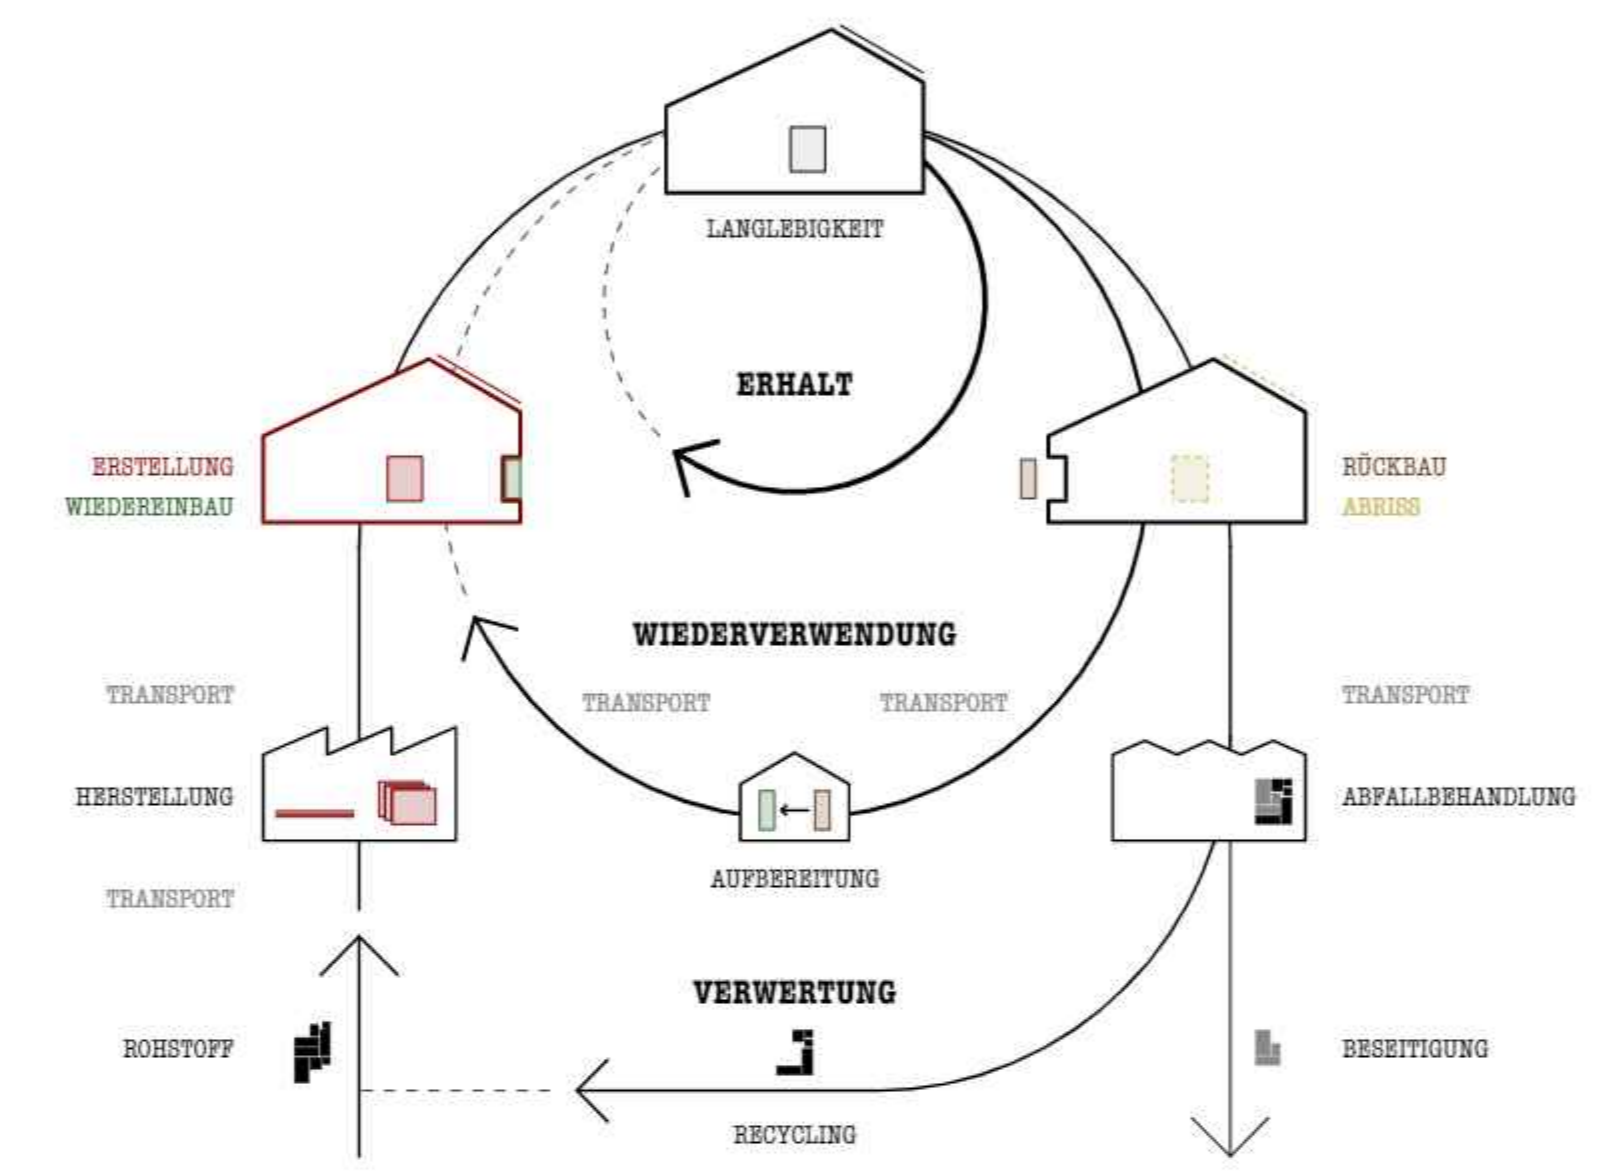 LANGLEBIGKEIT
ERHALT
ERSTELLUNG
WIEDEREINBAU
RÜCKBAU
ABRISS
WIEDERVERWENDUNG
TRANSPORT
TRANSPORT
TRANSPORT
TRANSPORT
HERSTELLUNG
ABFALLBEHANDLUNG
AUFBEREITUNG
TRANSPORT
VERWERTUNG
ROHSTOFF
BESEITIGUNG
RECYCLING